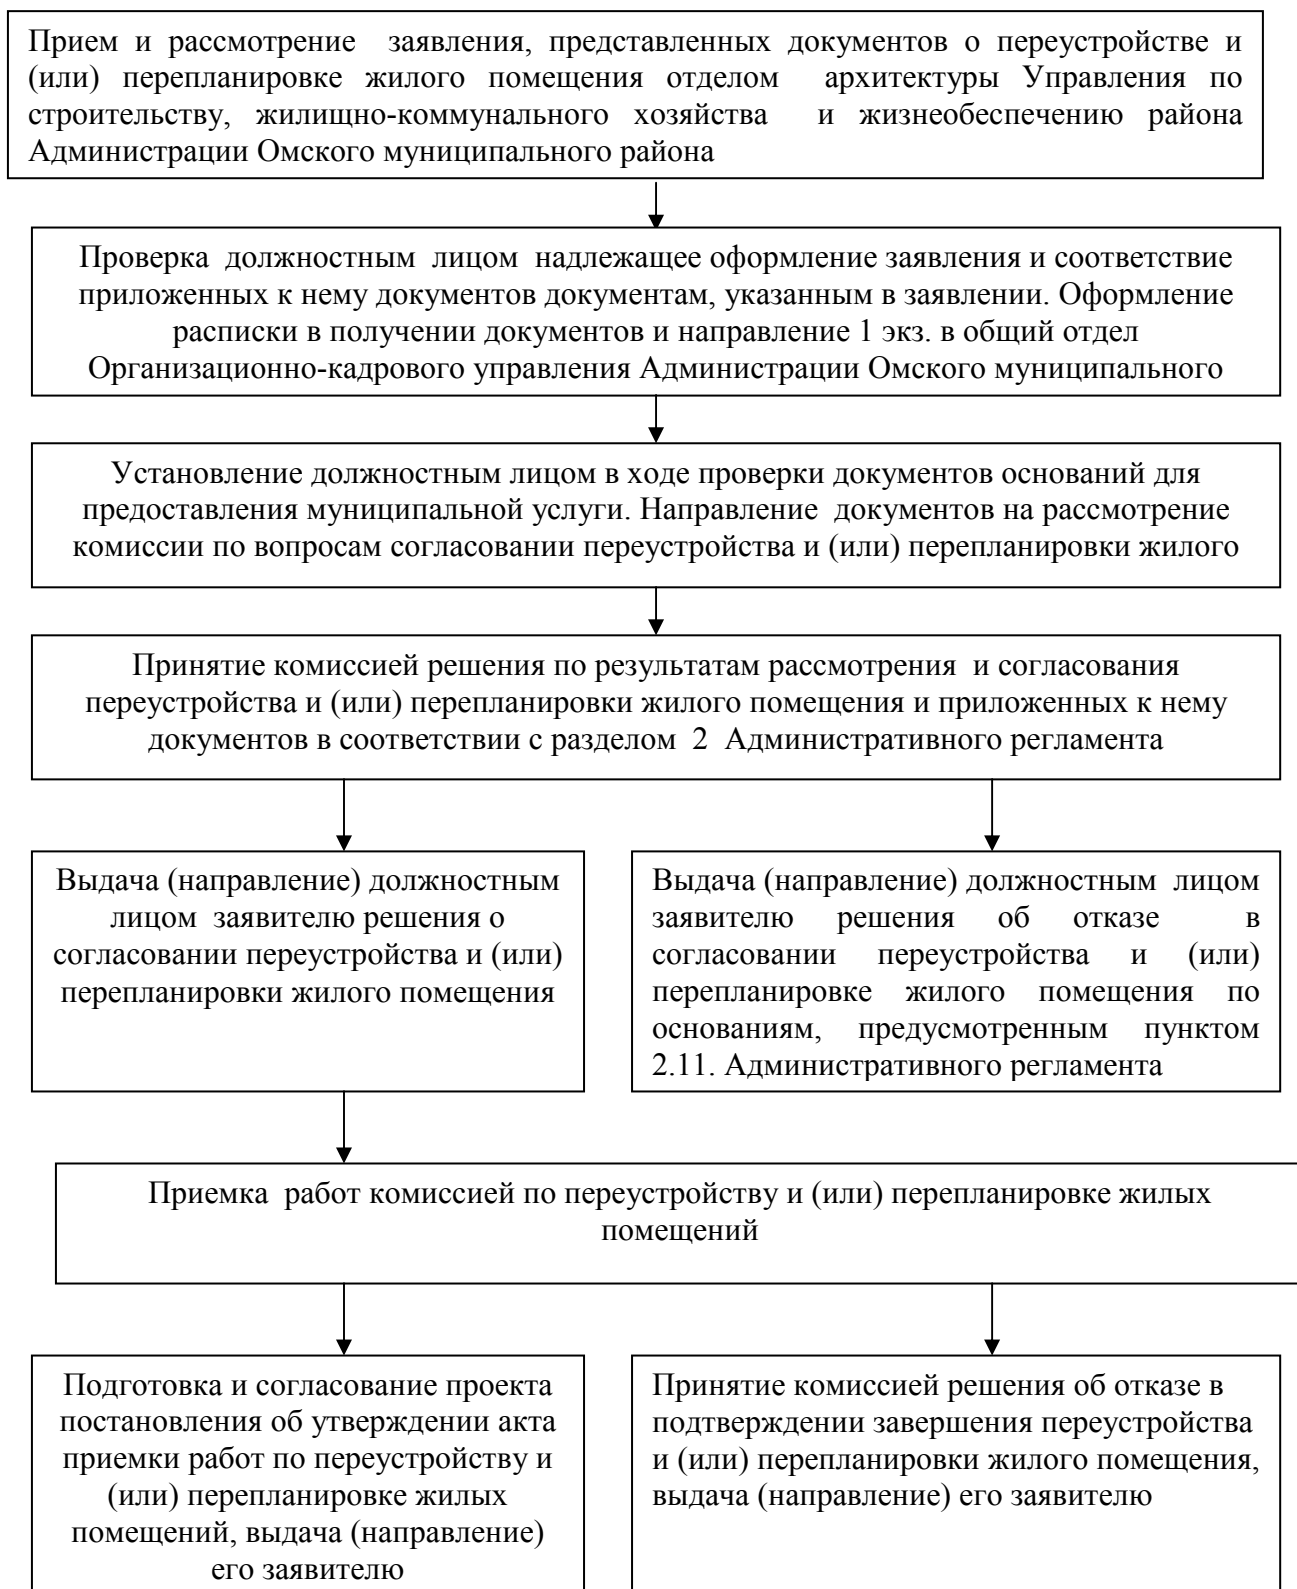 Прием и рассмотрение заявления, представленных документов о переустройстве и
(или) перепланировке жилого помещения отделом архитектуры Управления по
строительству, жилищно-коммунального хозяйства и жизнеобеспечению района
Администрации Омского муниципального района
Проверка должностным лицом надлежащее оформление заявления и соответствие
приложенных к нему документов документам, указанным в заявлении. Оформление
расписки в получении документов и направление 1 экз. в общий отдел
Организационно-кадрового управления Администрации Омского муниципального
Установление должностным лицом в ходе проверки документов оснований для
предоставления муниципальной услуги. Направление документов на рассмотрение
комиссии по вопросам согласовании переустройства и (или) перепланировки жилого
Принятие комиссией решения по результатам рассмотрения и согласования
переустройства и (или) перепланировки жилого помещения и приложенных к нему
документов в соответствии с разделом 2 Административного регламента
Выдача (направление) должностным
лицом заявителю решения о
согласовании переустройства и (или)
перепланировки жилого помещения
Выдача (направление) должностным лицом
заявителю решения об отказе в
согласовании переустройства и (или)
перепланировке жилого помещения по
основаниям, предусмотренным пунктом
2.11. Административного регламента
Приемка работ комиссией по переустройству и (или) перепланировке жилых
помещений
Подготовка и согласование проекта
постановления об утверждении акта
приемки работ по переустройству и
(или) перепланировке жилых
помещений, выдача (направление)
его заявителю
Принятие комиссией решения об отказе в
подтверждении завершения переустройства
и (или) перепланировки жилого помещения,
выдача (направление) его заявителю